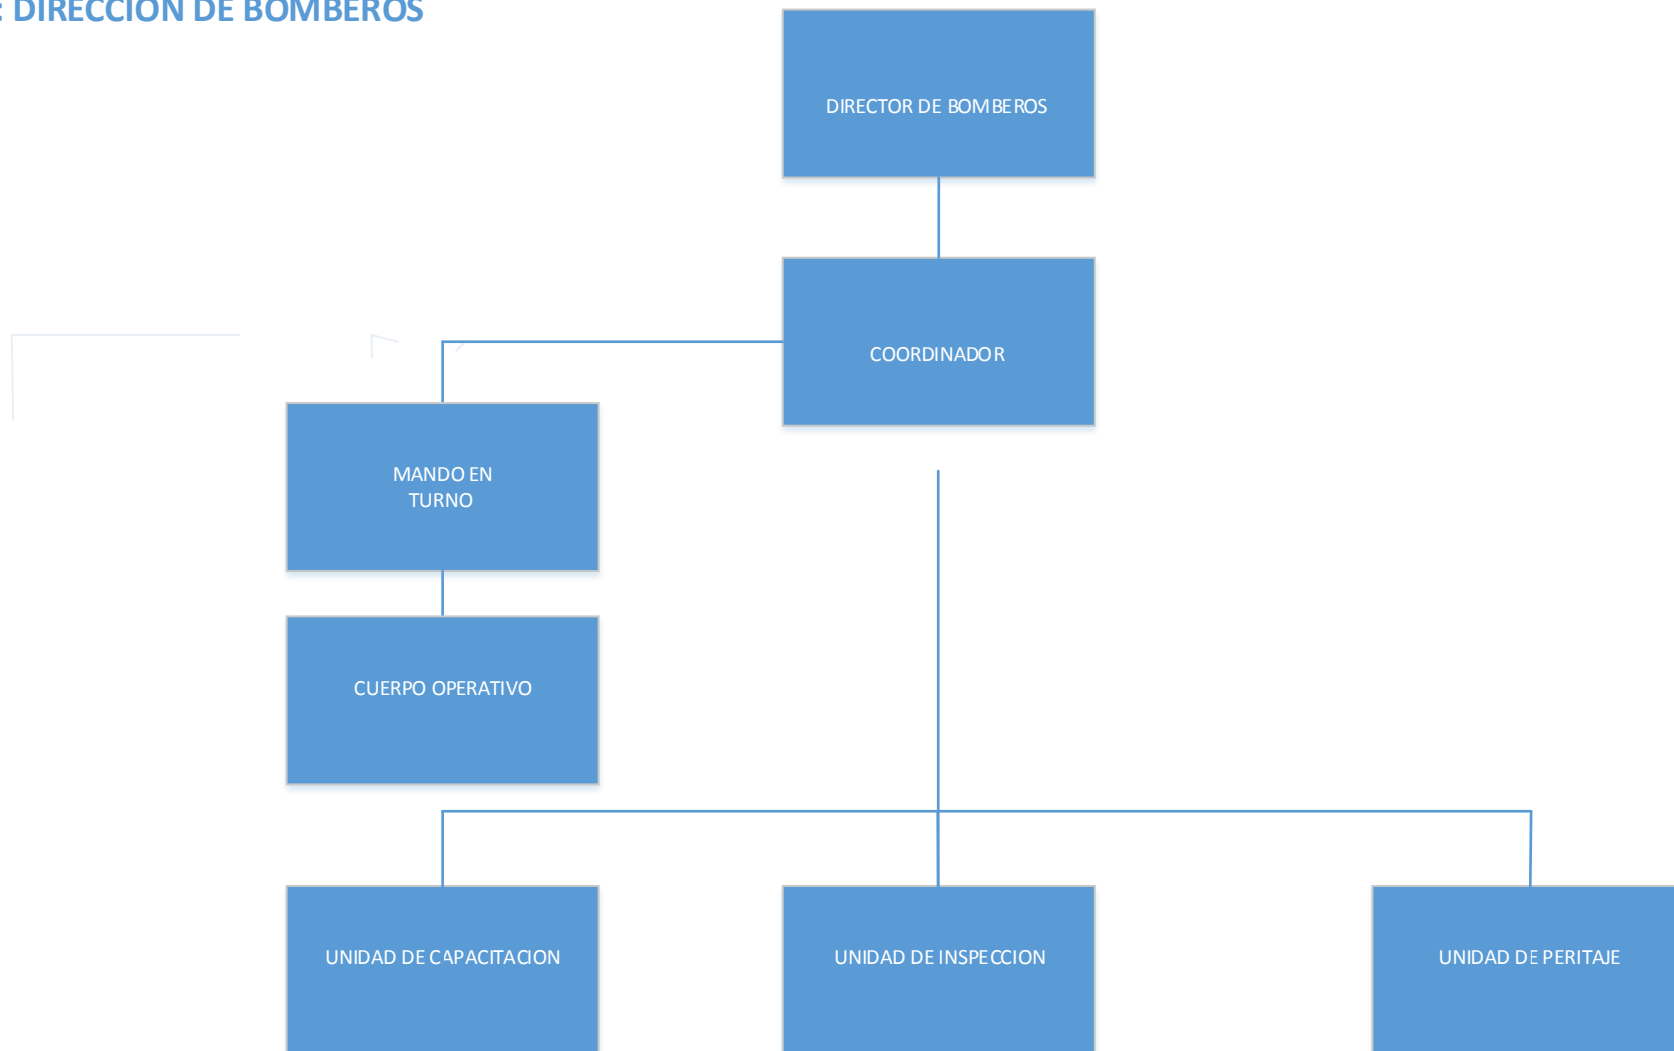 : DIRECCION DE BOMBEROS
DIRECTOR DE BOMBEROS
COORDINADOR
MANDO EN
TURNO
CUERPO OPERATIVO
UNIDAD DE CAPACITACION
UNIDAD DE INSPECCION
UNIDAD DE PERITAJE